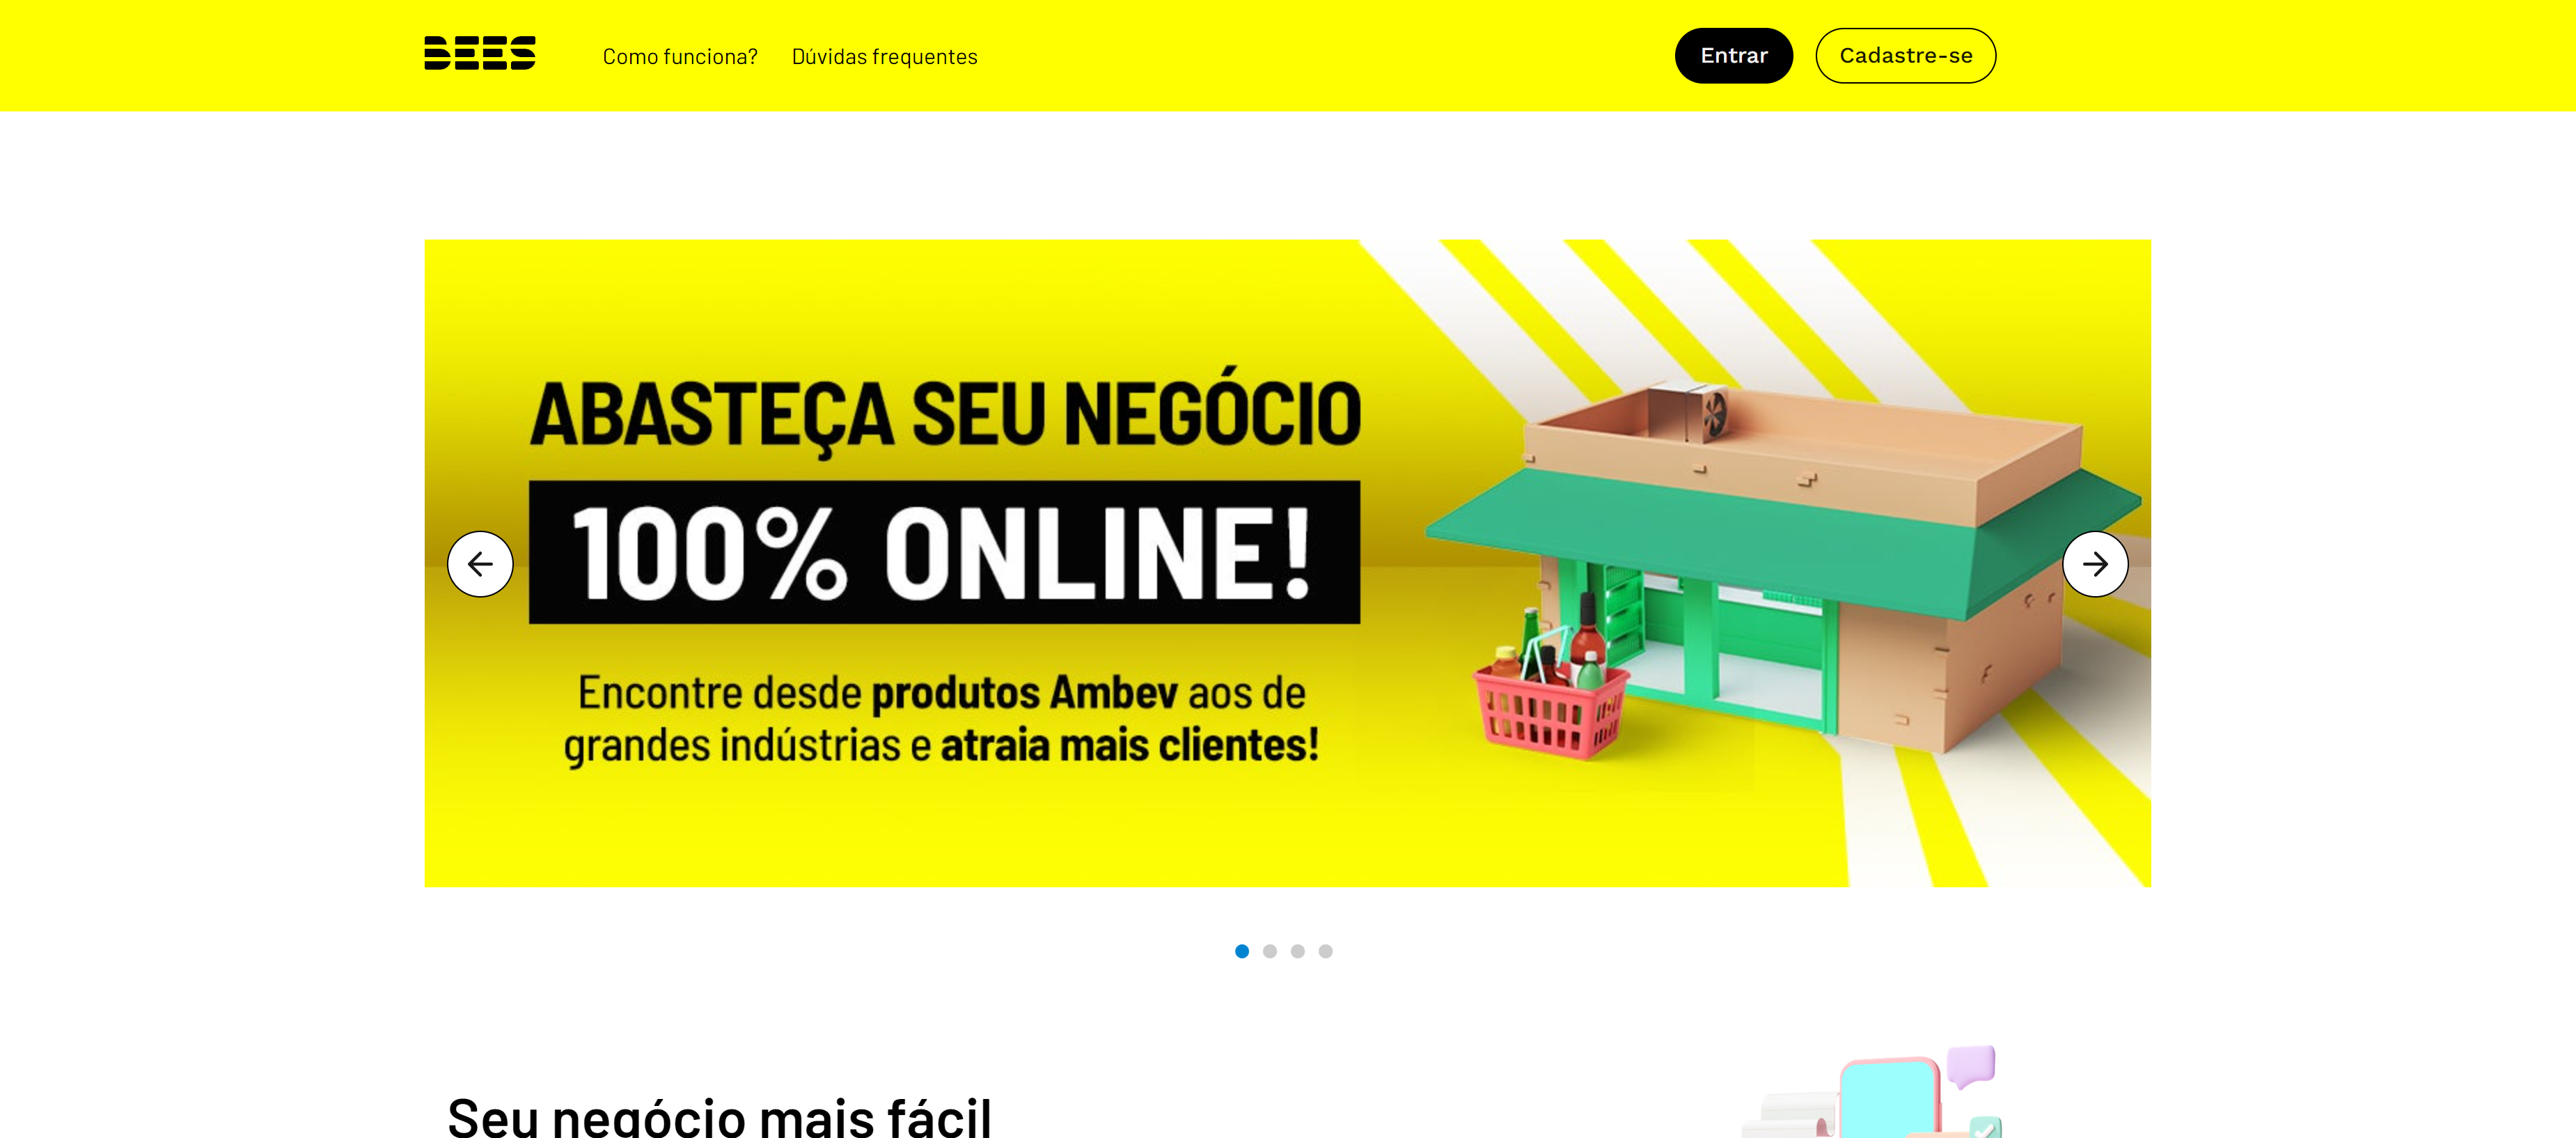 BEES
Como funciona?
Dúvidas frequentes
Entrar
Cadastre-se
ABASTEÇA SEU NEGÓCIO
100% ONLINE!
Encontre desde produtos Ambev aos de
grandes indústrias e atraia mais clientes!
Seu negócio mais fácil